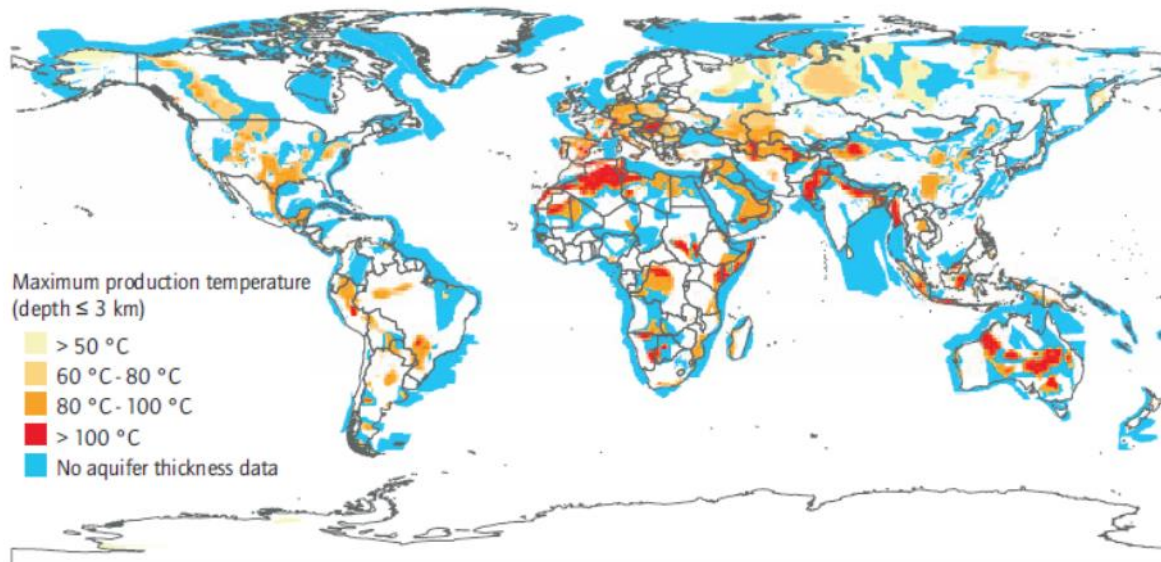 Maximum production temperature
(depth ≤ 3 km)
> 50 °C
60 °C - 80 °C
80 °C - 100 °C
> 100 °C
No aquifer thickness data